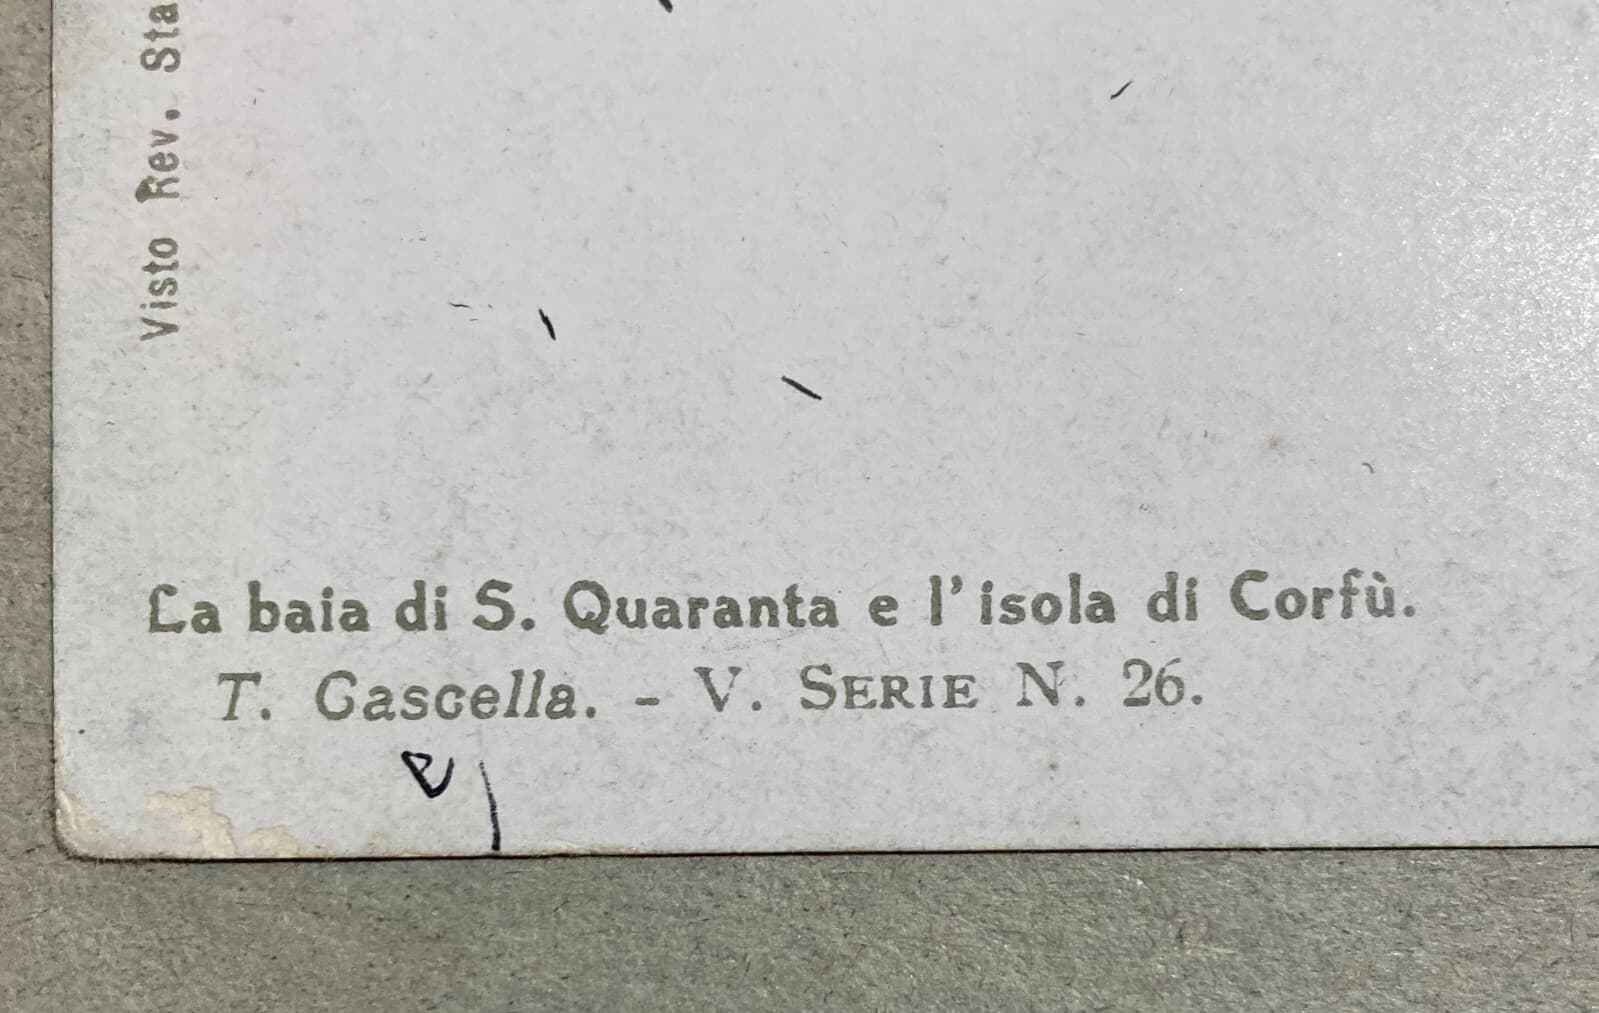 Visto Rev. Sta
La baia di S. Quaranta e l'isola di Corfù.
T. Cascella. - V. SERIE N. 26.